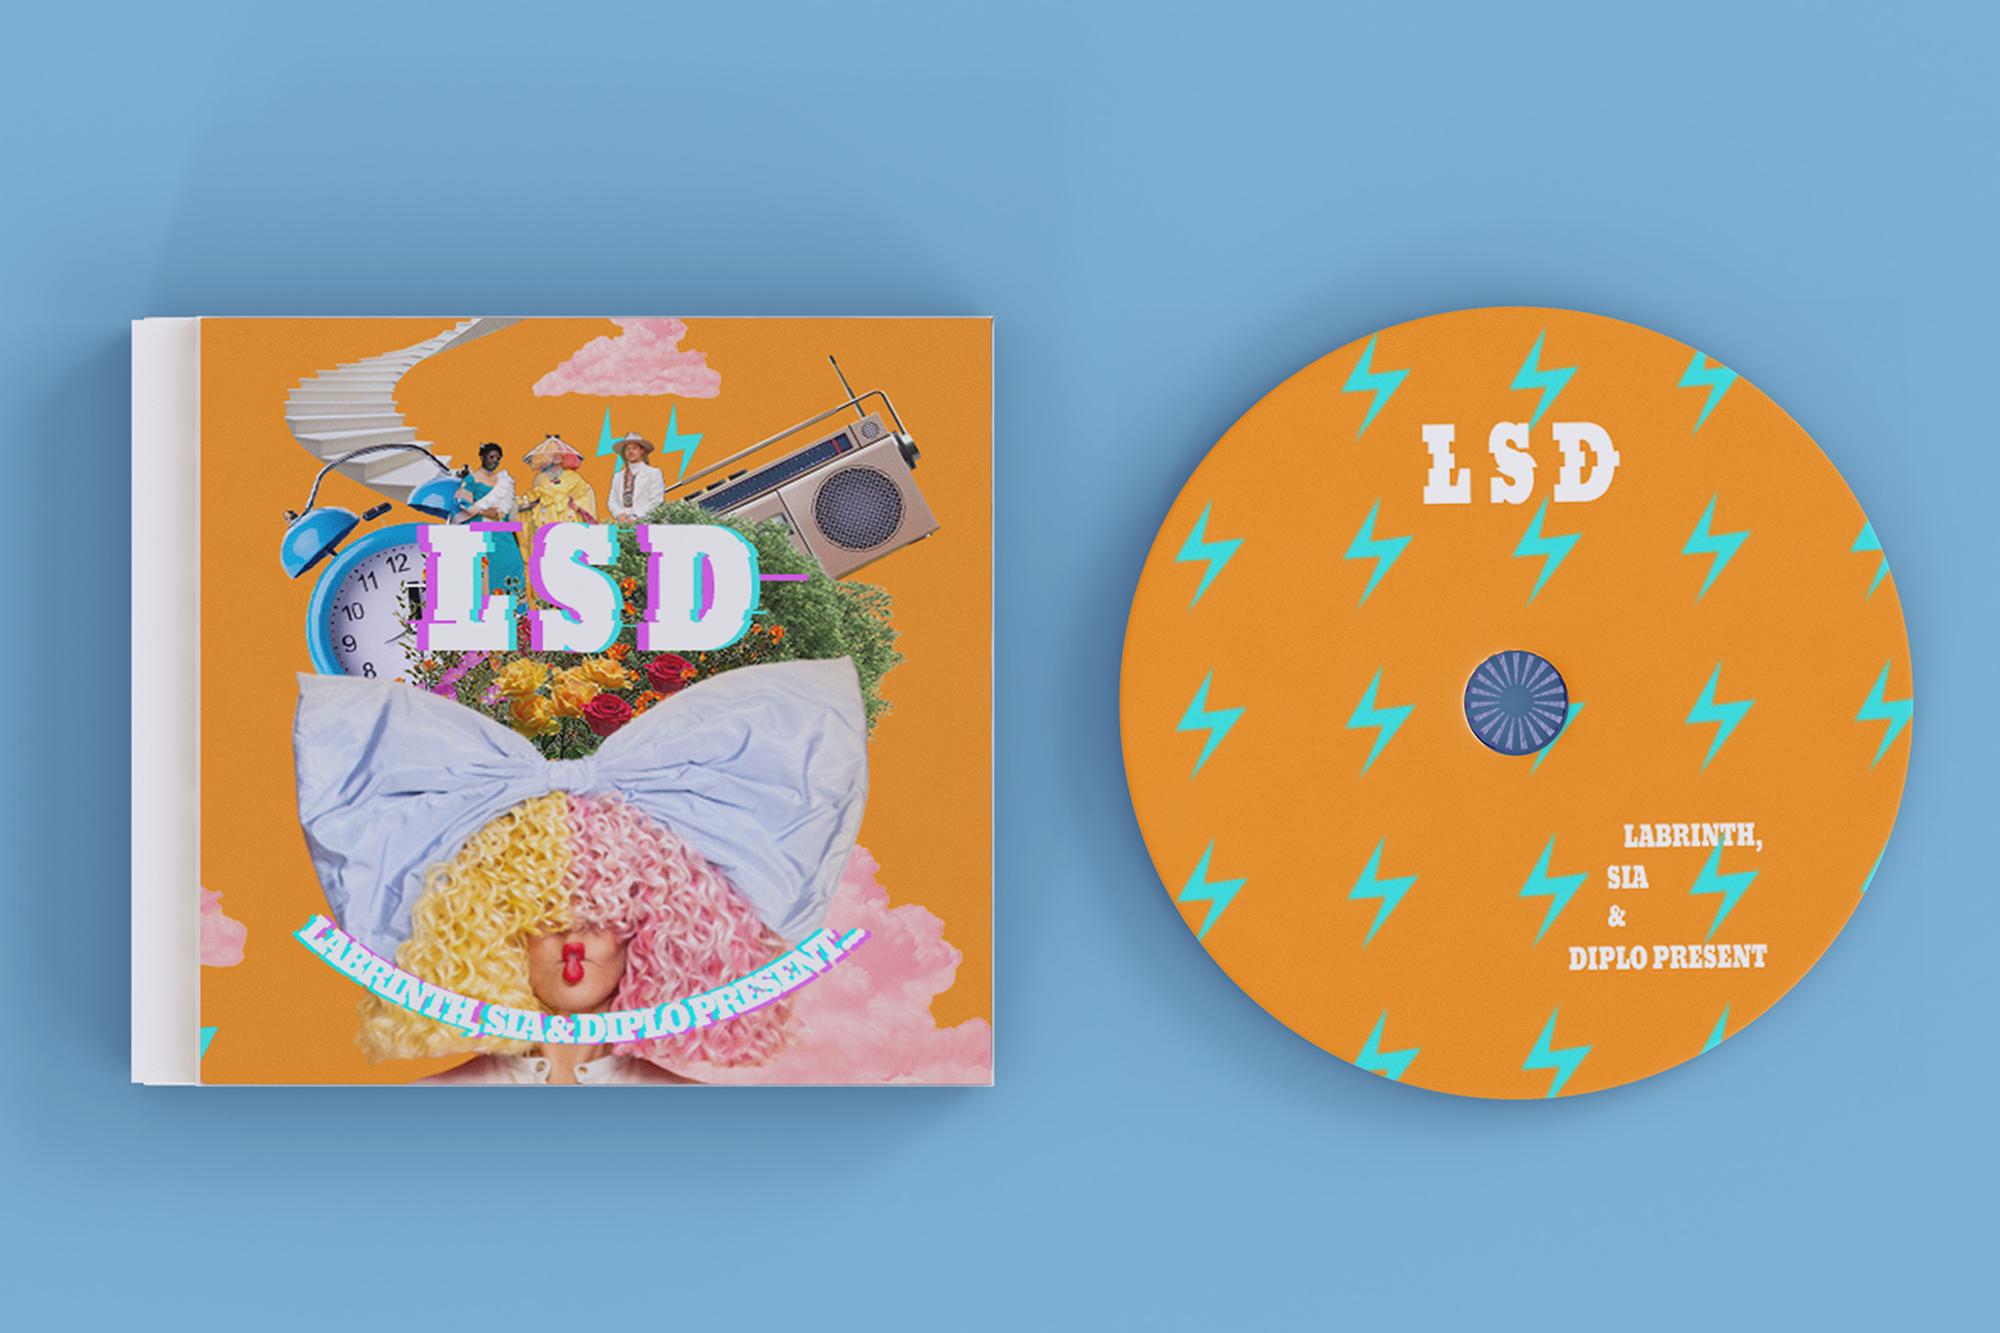 12
11
10
9
8
LSD
LABRINTH, SIA & DIPLO PRESENT...
LSD
LABRINTH,
SIA
&
DIPLO PRESENT